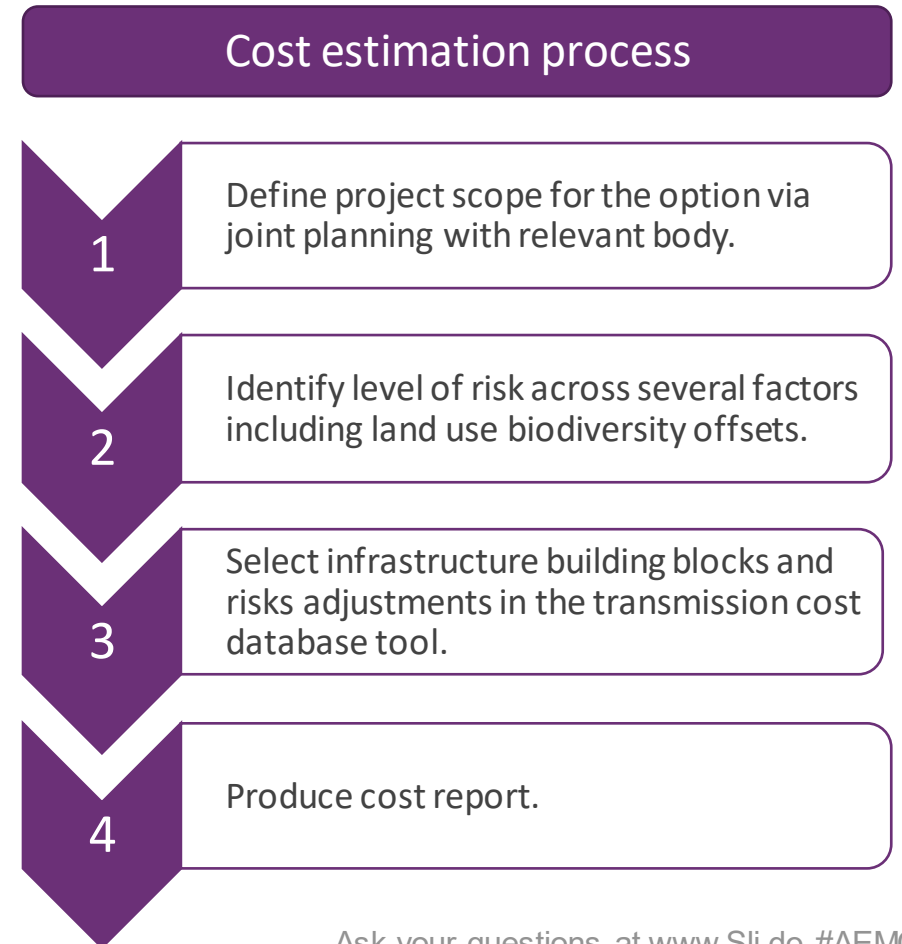 Cost estimation process
1
Define project scope for the option via
joint planning with relevant body.
2
Identify level of risk across several factors
including land use biodiversity offsets.
3
Select infrastructure building blocks and
risks adjustments in the transmission cost
database tool.
4
Produce cost report.
Ask your questions at www.Sli.do #AEM